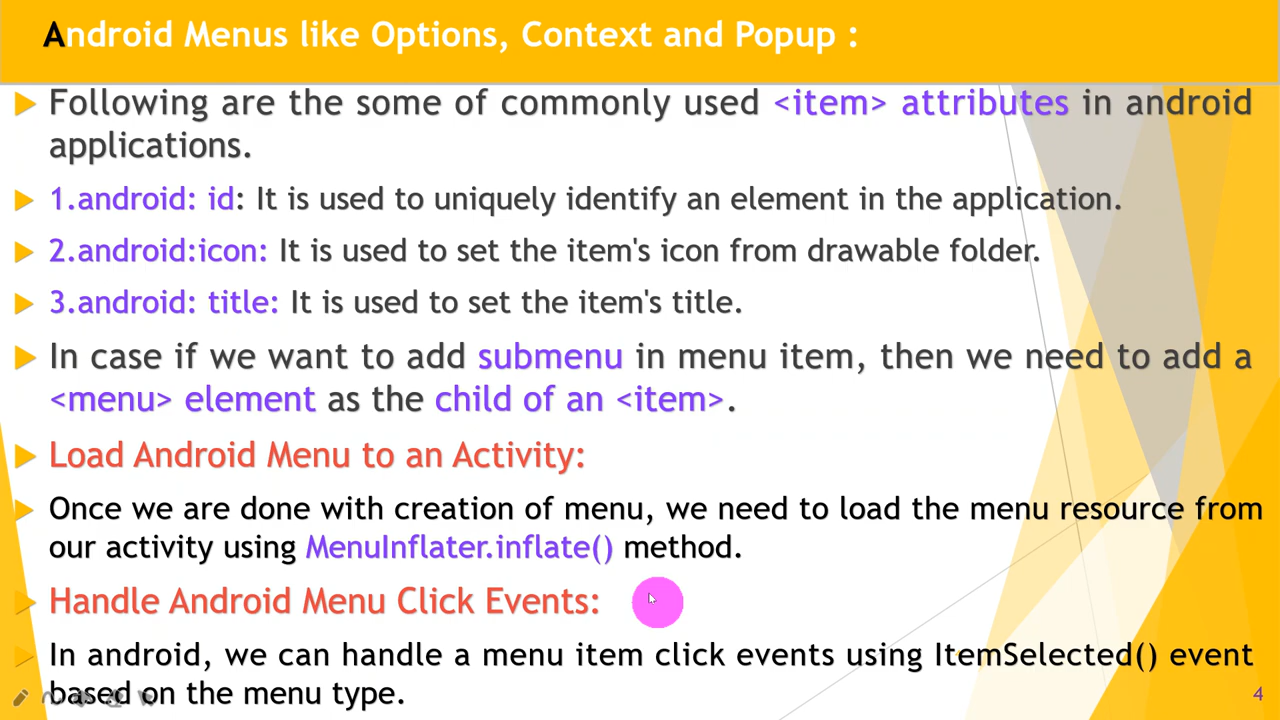 Android Menus like Options, Context and Popup :
Following are the some of commonly used <item> attributes in android
applications.
1.android: id: It is used to uniquely identify an element in the application.
2.android:icon: It is used to set the item's icon from drawable folder.
3.android: title: It is used to set the item's title.
In case if we want to add submenu in menu item, then we need to add a
<menu> element as the child of an <item>.
Load Android Menu to an Activity:
Once we are done with creation of menu, we need to load the menu resource from
our activity using MenuInflater.inflate() method.
Handle Android Menu Click Events:
In android, we can handle a menu item click events using ItemSelected() event
based on the menu type.
4